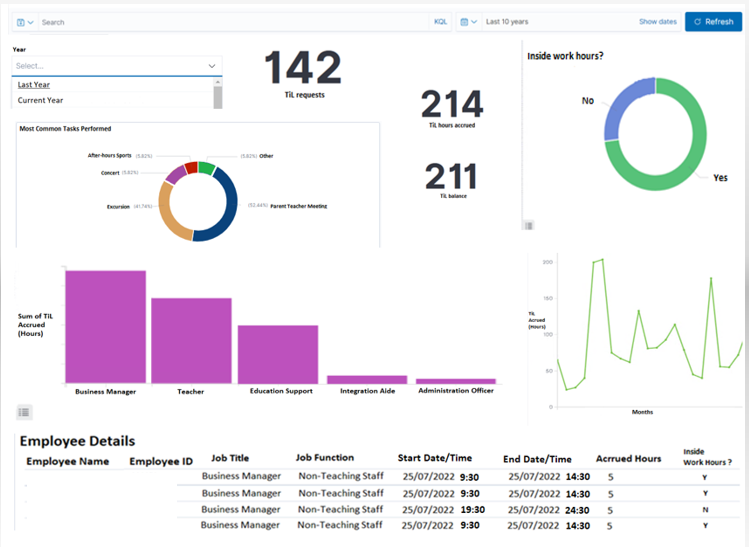 Search KQL Last 10 years Show dates Refresh
Year
Select...
Last Year
Current Year
142
TiL requests
214
TiL hours accrued
211
TiL balance
Inside work hours?
No
Yes
Most Common Tasks Performed
After-hours Sports (5.82%)
(5.82%) Other
Concert (5.82%)
Excursion (41.74%)
(52.44%) Parent Teacher Meeting
Sum of TiL
Accrued
(Hours)
Business Manager Teacher Education Support Integration Aide Administration Officer
TiL
Accrued
(Hours)
200
150
100
50
0
Months
Employee Details
Employee Name Employee ID Job Title Job Function Start Date/Time End Date/Time Acrrued Hours Inside
Work Hours ?
Business Manager Non-Teaching Staff 25/07/2022 9:30 25/07/2022 14:30 5 Y
Business Manager Non-Teaching Staff 25/07/2022 9:30 25/07/2022 14:30 5 Y
Business Manager Non-Teaching Staff 25/07/2022 19:30 25/07/2022 24:30 5 N
Business Manager Non-Teaching Staff 25/07/2022 9:30 25/07/2022 14:30 5 Y